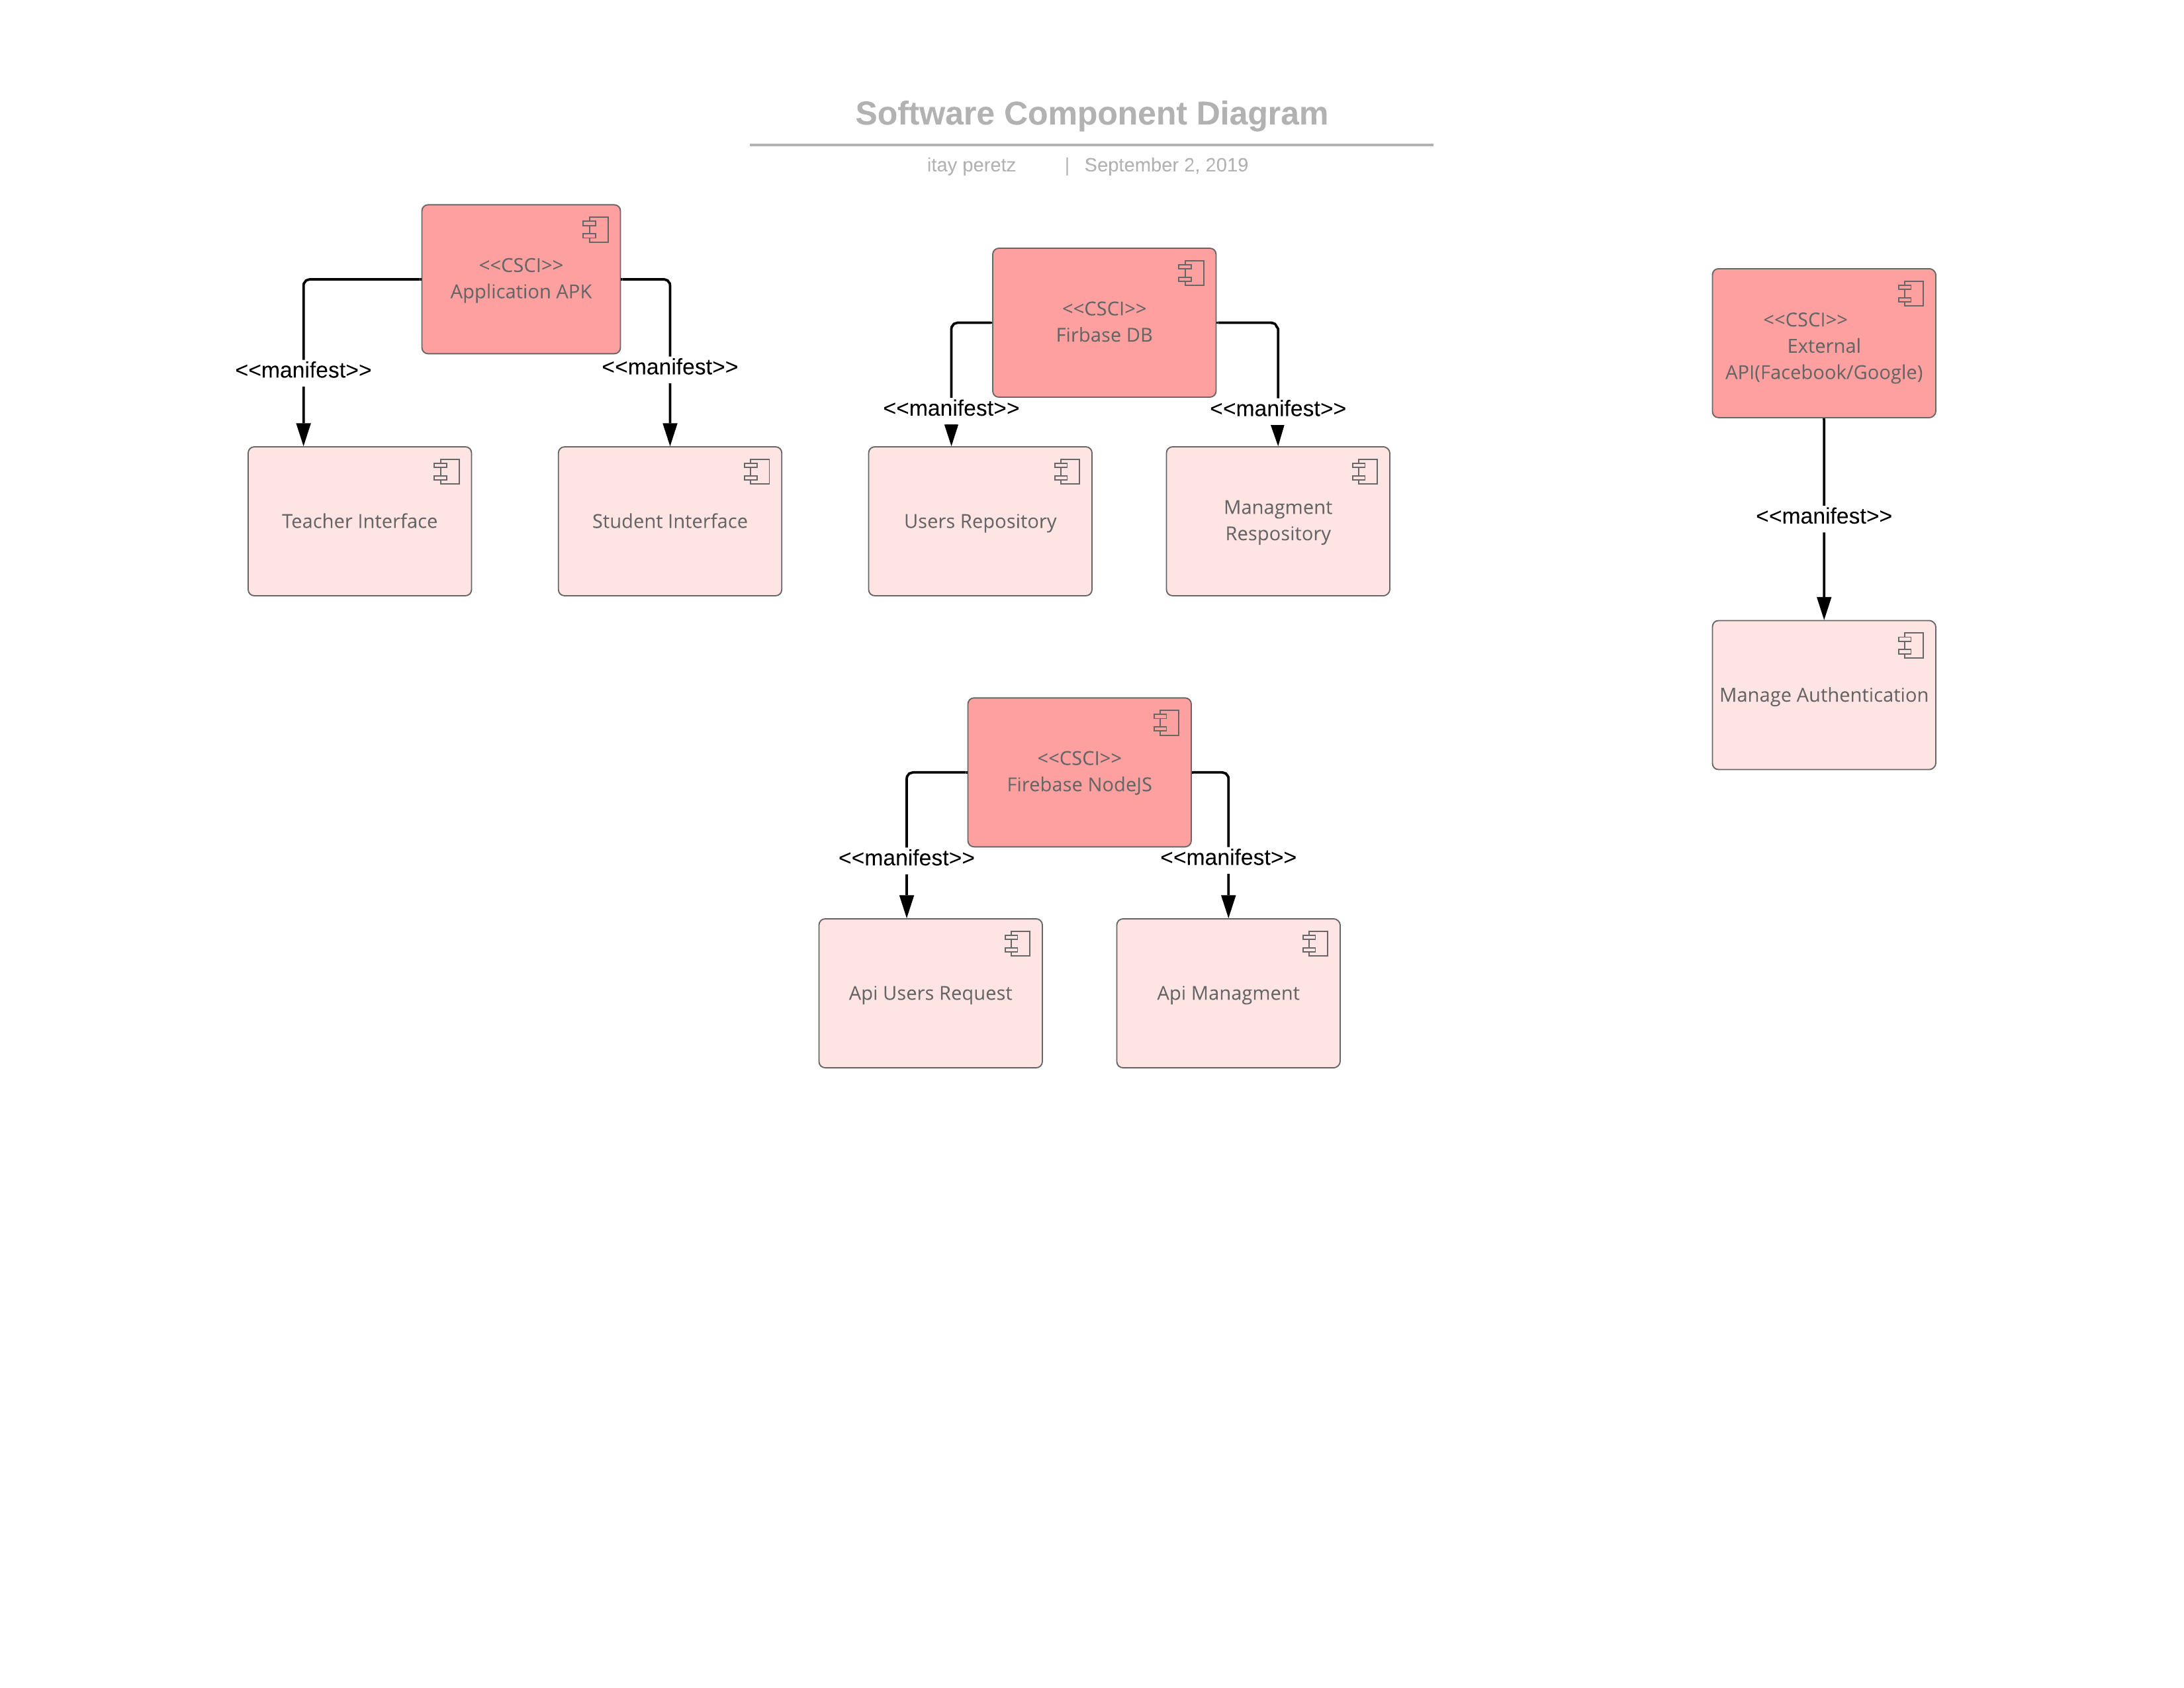 Software Component Diagram
itay peretz | September 2, 2019
<<CSCI>>
Application APK
<<manifest>>
<<manifest>>
Teacher Interface
Student Interface
<<CSCI>>
Firbase DB
<<manifest>>
<<manifest>>
Users Repository
Managment
Respository
<<CSCI>>
External
API(Facebook/Google)
<<manifest>>
Manage Authentication
<<CSCI>>
Firebase NodeJS
<<manifest>>
<<manifest>>
Api Users Request
Api Managment